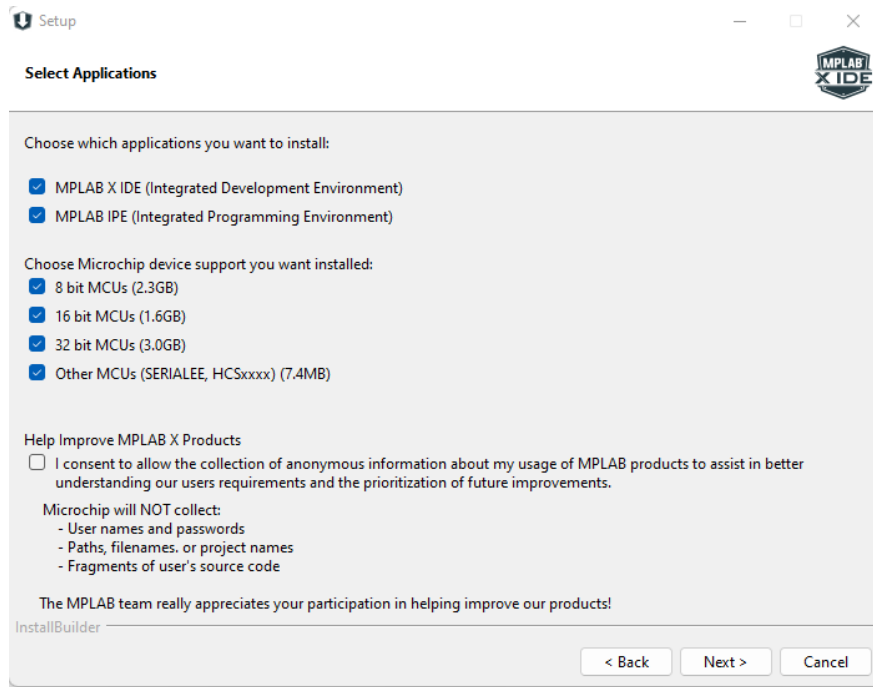 Setup
Select Applications
MPLAB
X IDE
Choose which applications you want to install:
MPLAB X IDE (Integrated Development Environment)
MPLAB IPE (Integrated Programming Environment)
Choose Microchip device support you want installed:
8 bit MCUs (2.3GB)
16 bit MCUs (1.6GB)
32 bit MCUs (3.0GB)
Other MCUs (SERIALEE, HCSxxxx) (7.4MB)
Help Improve MPLAB X Products
I consent to allow the collection of anonymous information about my usage of MPLAB products to assist in better
understanding our users requirements and the prioritization of future improvements.
Microchip will NOT collect:
- User names and passwords
- Paths, filenames. or project names
- Fragments of user's source code
The MPLAB team really appreciates your participation in helping improve our products!
InstallBuilder
< Back
Next >
Cancel